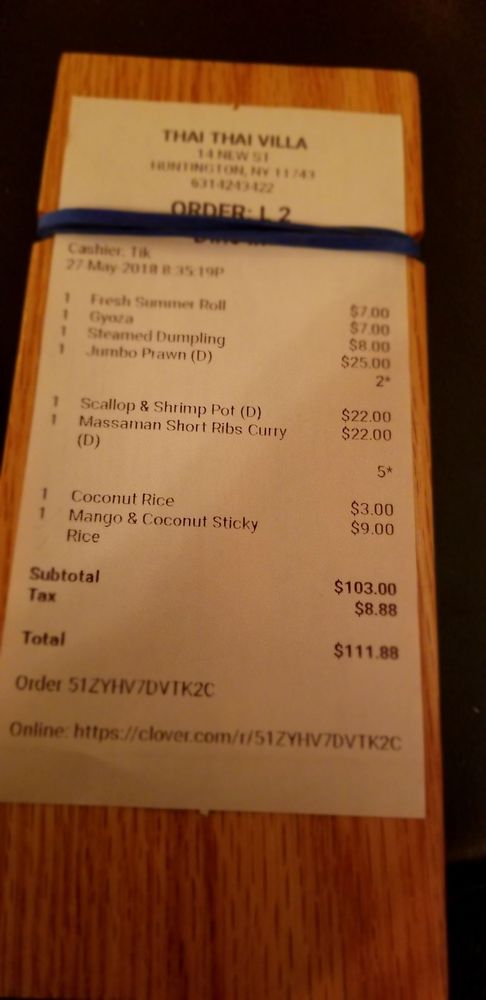 THAI THAI VILLA
14 NEW ST
HUNTINGTON, NY 11743
6314243422
ORDER: L 2
Cashier: Tik
27 May 2018 8:35:19P
1 Fresh Summer Roll $7.00
1 Gyoza $7.00
1 Steamed Dumpling $8.00
1 Jumbo Prawn (D) $25.00
2*
1 Scallop & Shrimp Pot (D) $22.00
1 Massaman Short Ribs Curry $22.00
(D)
5*
1 Coconut Rice $3.00
1 Mango & Coconut Sticky $9.00
Rice
Subtotal $103.00
Tax $8.88
Total $111.88
Order 51ZYHV7DVTK2C
Online: https://clover.com/r/51ZYHV7DVTK2C